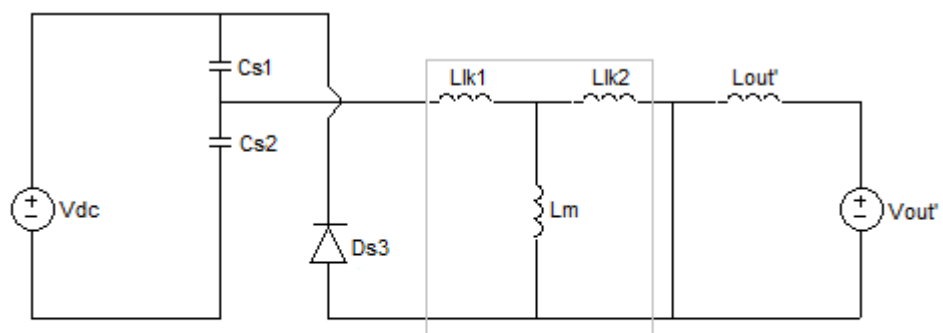 Cs1
Llk1
Llk2
Lout'
Cs2
Vdc
Ds3
Lm
Vout'